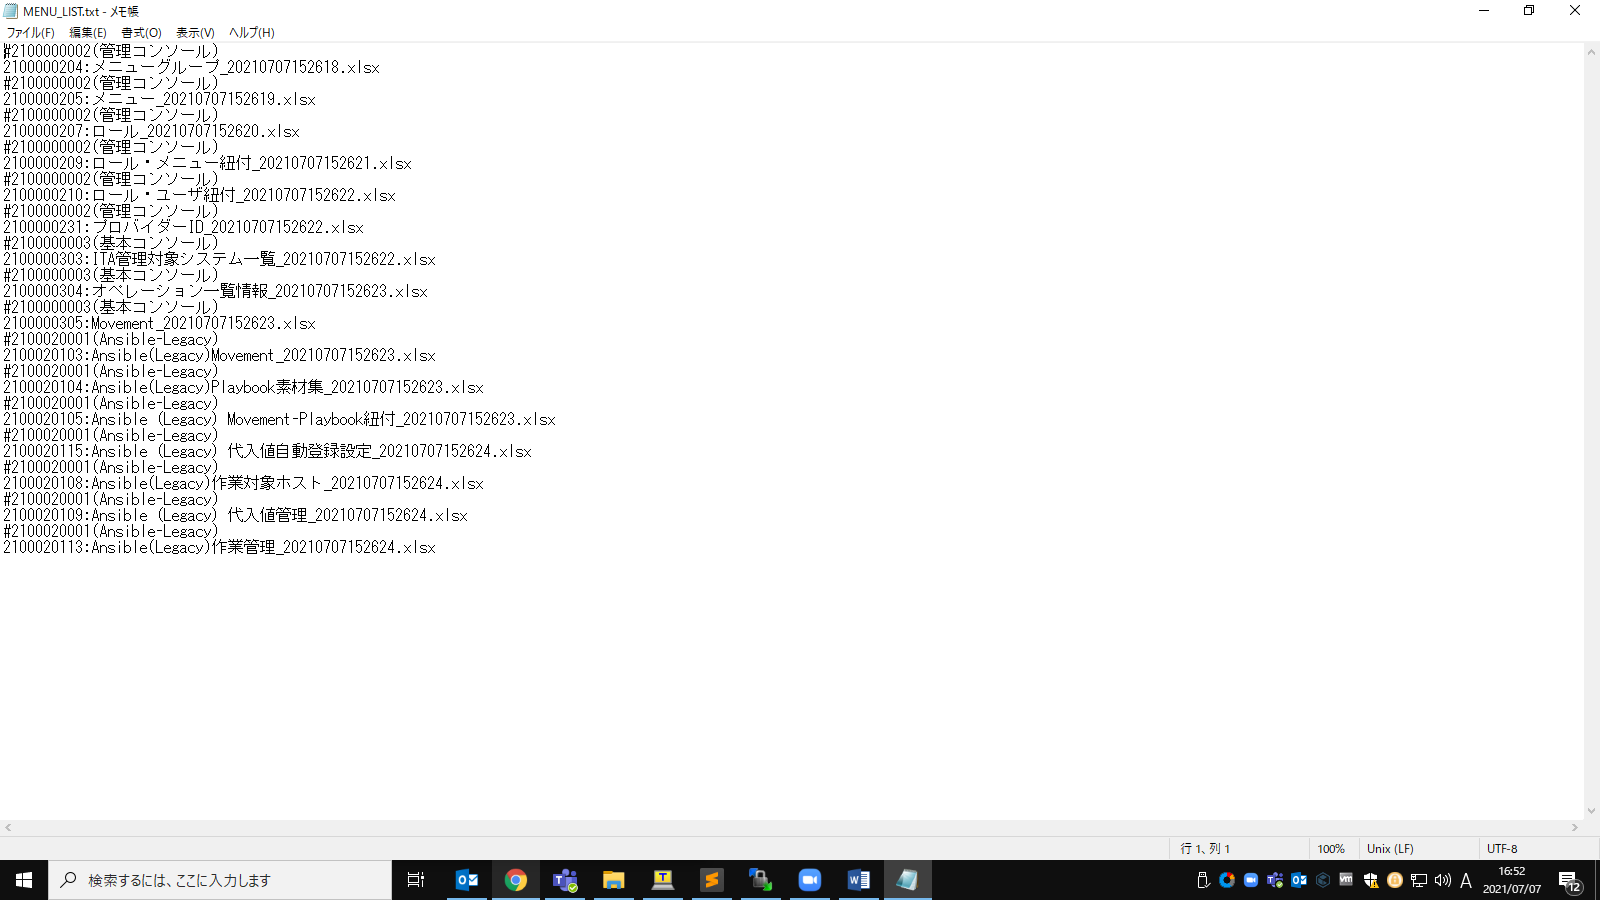 MENU_LIST.txt - メモ帳
ファイル(F) 編集(E) 書式(O) 表示(V) ヘルプ(H)
#2100000002(管理コンソール)
2100000204:メニューグループ_20210707152618.xlsx
#2100000002(管理コンソール)
2100000205:メニュー_20210707152619.xlsx
#2100000002(管理コンソール)
2100000207:ロール_20210707152620.xlsx
#2100000002(管理コンソール)
2100000209:ロール・メニュー紐付_20210707152621.xlsx
#2100000002(管理コンソール)
2100000210:ロール・ユーザ紐付_20210707152622.xlsx
#2100000002(管理コンソール)
2100000231:プロバイダーID_20210707152622.xlsx
#2100000003(基本コンソール)
2100000303:ITA管理対象システム一覧_20210707152622.xlsx
#2100000003(基本コンソール)
2100000304:オペレーション一覧情報_20210707152623.xlsx
#2100000003(基本コンソール)
2100000305:Movement_20210707152623.xlsx
#2100020001(Ansible-Legacy)
2100020103:Ansible(Legacy)Movement_20210707152623.xlsx
#2100020001(Ansible-Legacy)
2100020104:Ansible(Legacy)Playbook素材集_20210707152623.xlsx
#2100020001(Ansible-Legacy)
2100020105:Ansible（Legacy）Movement-Playbook紐付_20210707152623.xlsx
#2100020001(Ansible-Legacy)
2100020115:Ansible（Legacy）代入値自動登録設定_20210707152624.xlsx
#2100020001(Ansible-Legacy)
2100020108:Ansible(Legacy)作業対象ホスト_20210707152624.xlsx
#2100020001(Ansible-Legacy)
2100020109:Ansible（Legacy）代入値管理_20210707152624.xlsx
#2100020001(Ansible-Legacy)
2100020113:Ansible(Legacy)作業管理_20210707152624.xlsx
行 1、列 1 100% Unix (LF) UTF-8
検索するには、ここに入力します
A
16:52
2021/07/07
12